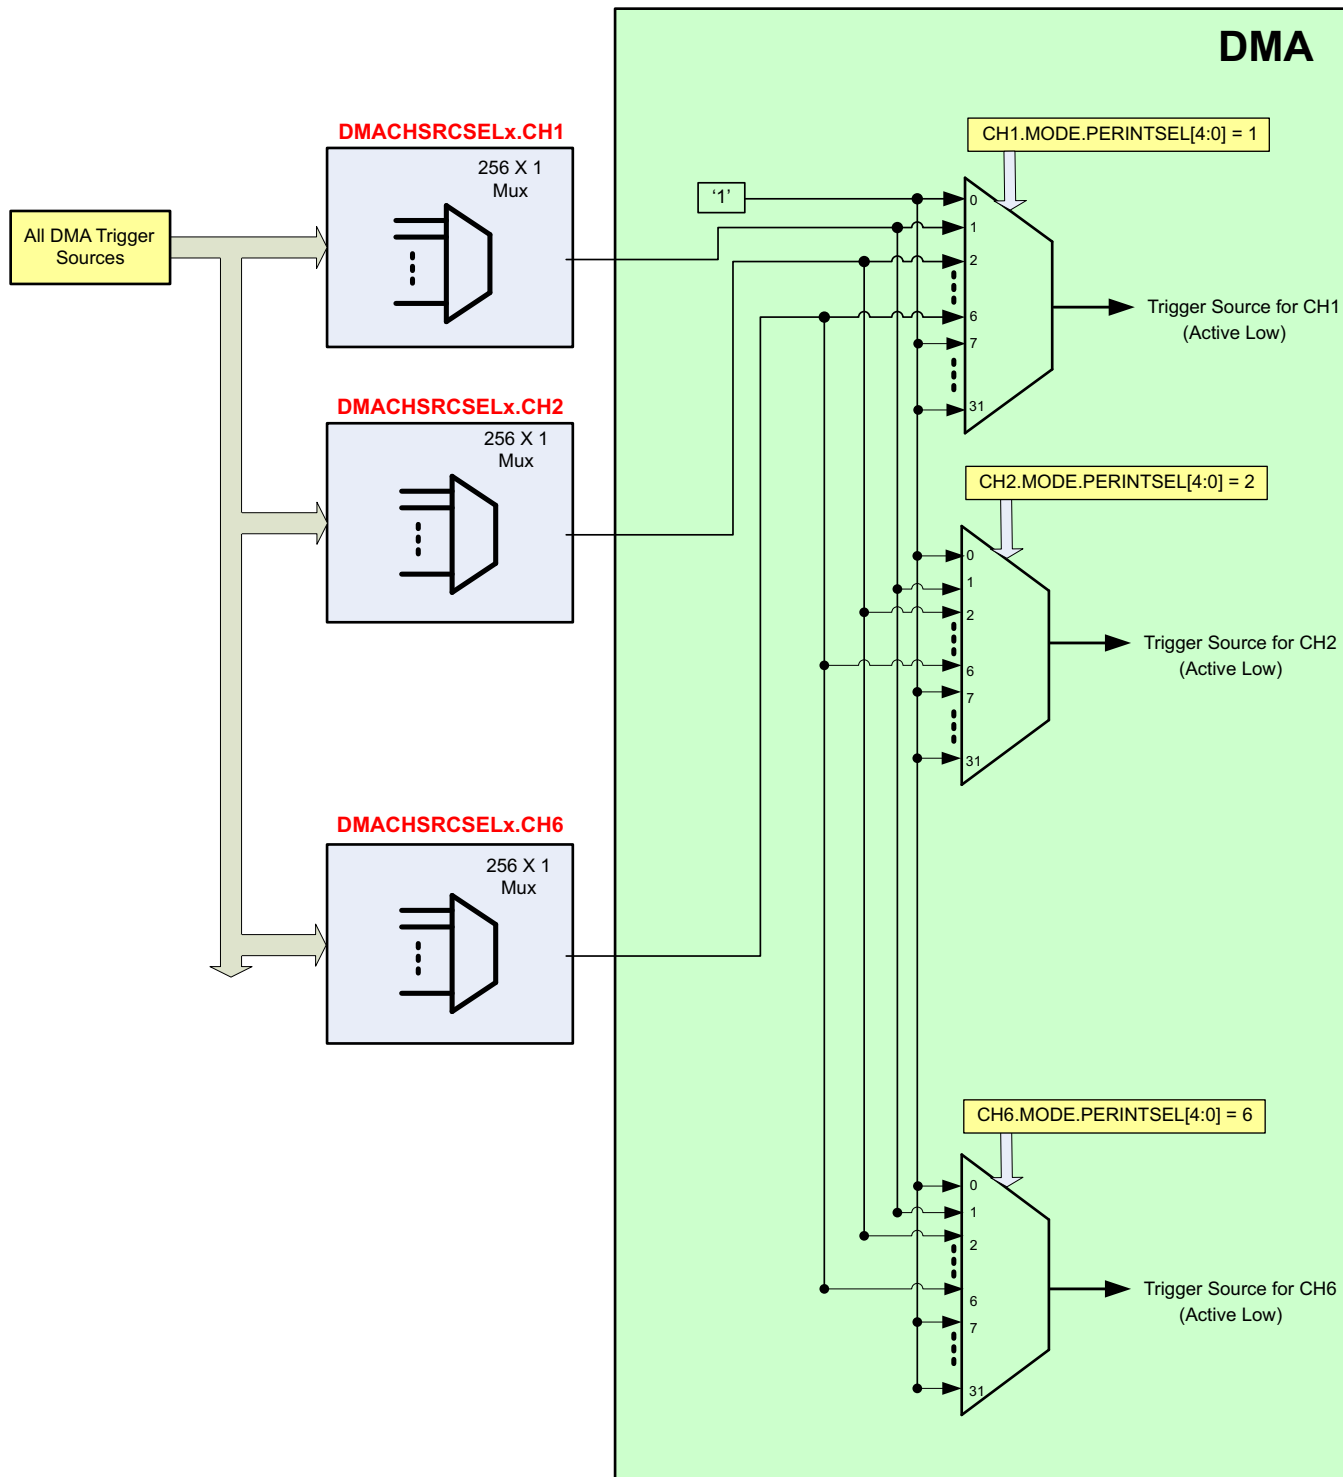 DMA
DMACHSRCSELx.CH1
256 X 1
Mux
All DMA Trigger
Sources
'1'
CH1.MODE.PERINTSEL[4:0] = 1
0
1
2
6
7
31
Trigger Source for CH1
(Active Low)
DMACHSRCSELx.CH2
256 X 1
Mux
CH2.MODE.PERINTSEL[4:0] = 2
0
1
2
6
7
31
Trigger Source for CH2
(Active Low)
DMACHSRCSELx.CH6
256 X 1
Mux
CH6.MODE.PERINTSEL[4:0] = 6
0
1
2
6
7
31
Trigger Source for CH6
(Active Low)